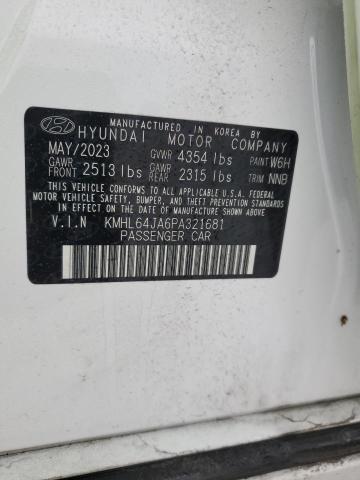 MANUFACTURED IN KOREA BY
HYUNDAI MOTOR COMPANY
MAY/2023 GVWR 4354 lbs PAINT W6H
GAWR FRONT 2513 lbs GAWR REAR 2315 lbs TRIM NNB
THIS VEHICLE CONFORMS TO ALL APPLICABLE U.S.A. FEDERAL
MOTOR VEHICLE SAFETY, BUMPER, AND THEFT PREVENTION STANDARDS
IN EFFECT ON THE DATE OF MANUFACTURE SHOWN ABOVE.
V.I.N KMHL64JA6PA321681
PASSENGER CAR